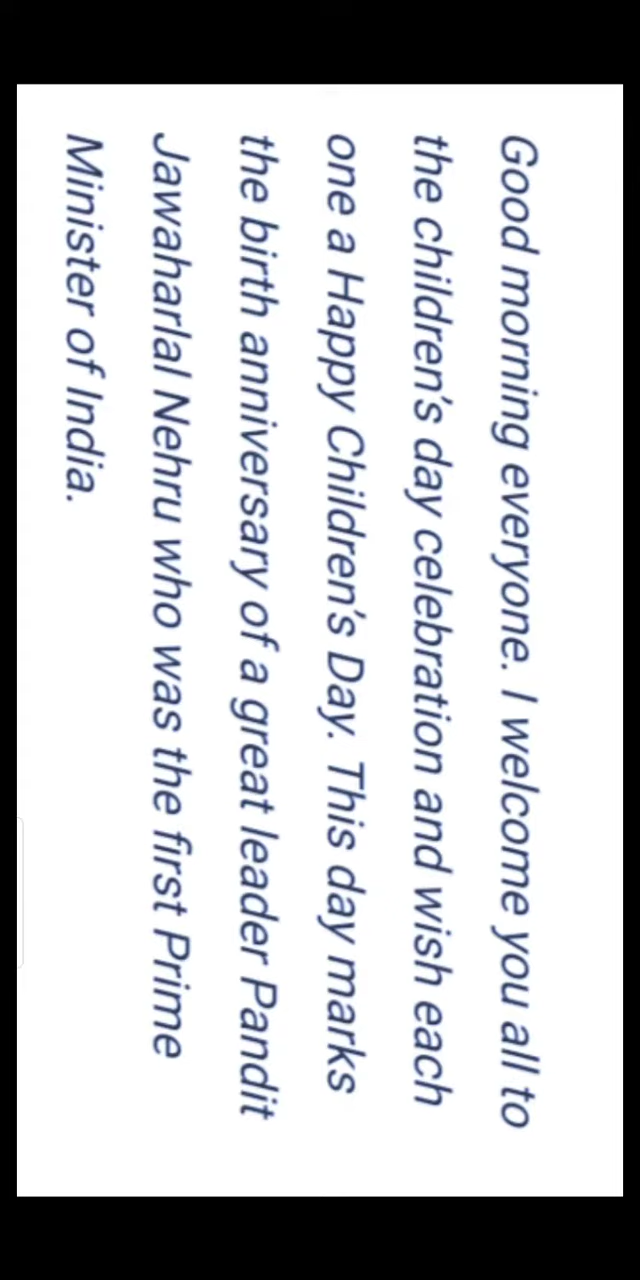 Good morning everyone. I welcome you all to
the children's day celebration and wish each
one a Happy Children's Day. This day marks
the birth anniversary of a great leader Pandit
Jawaharlal Nehru who was the first Prime
Minister of India.